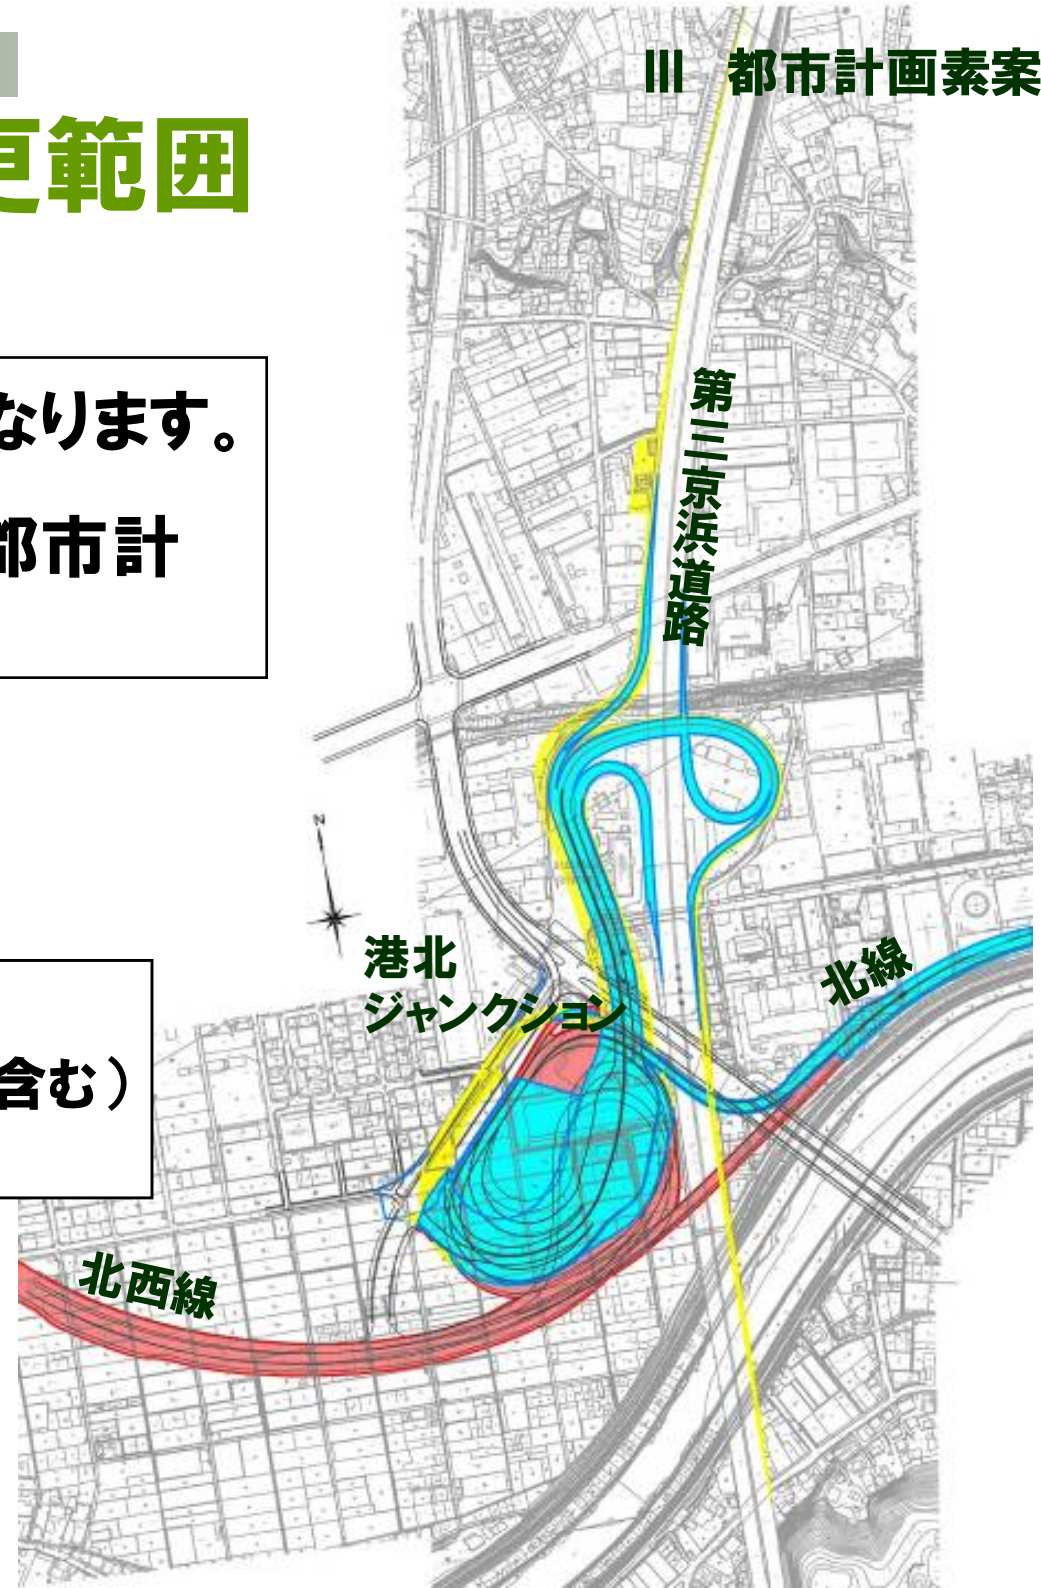 Ⅲ 都市計画素案
更範囲
なります。
都市計
含む）
第三京浜道路
N
港北
ジャンクション
北線
北西線